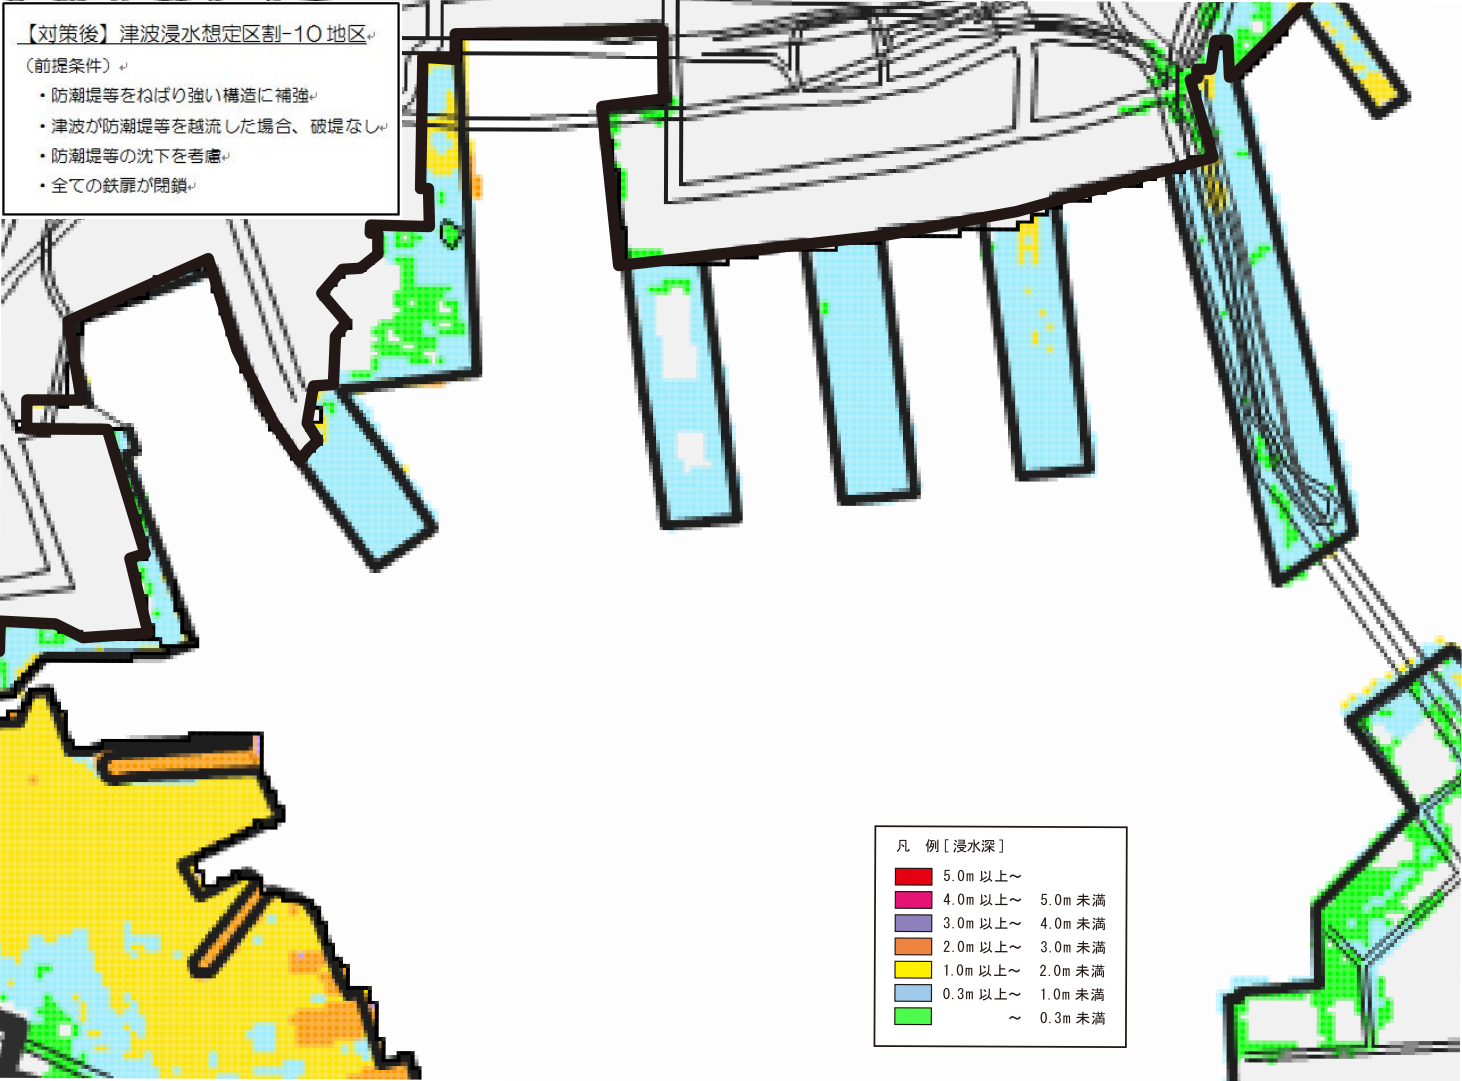 【対策後】津波浸水想定区割-10地区
（前提条件）
・防潮堤等をねばり強い構造に補強
・津波が防潮堤等を越流した場合、破堤なし
・防潮堤等の沈下を考慮
・全ての鉄扉が閉鎖
凡 例［浸水深］
5.0m 以上～
4.0m 以上～ 5.0m 未満
3.0m 以上～ 4.0m 未満
2.0m 以上～ 3.0m 未満
1.0m 以上～ 2.0m 未満
0.3m 以上～ 1.0m 未満
～ 0.3m 未満